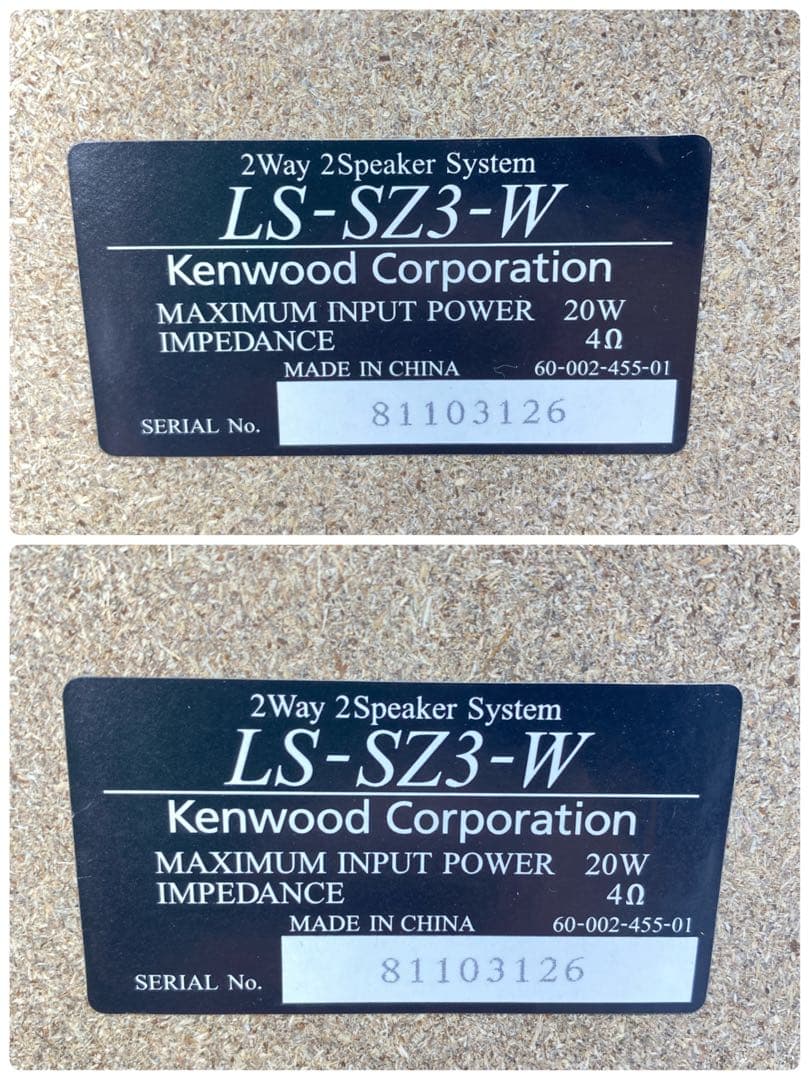 2Way 2Speaker System
LS-SZ3-W
Kenwood Corporation
MAXIMUM INPUT POWER 20W
IMPEDANCE 4Ω
MADE IN CHINA 60-002-455-01
SERIAL No. 81103126
2Way 2Speaker System
LS-SZ3-W
Kenwood Corporation
MAXIMUM INPUT POWER 20W
IMPEDANCE 4Ω
MADE IN CHINA 60-002-455-01
SERIAL No. 81103126